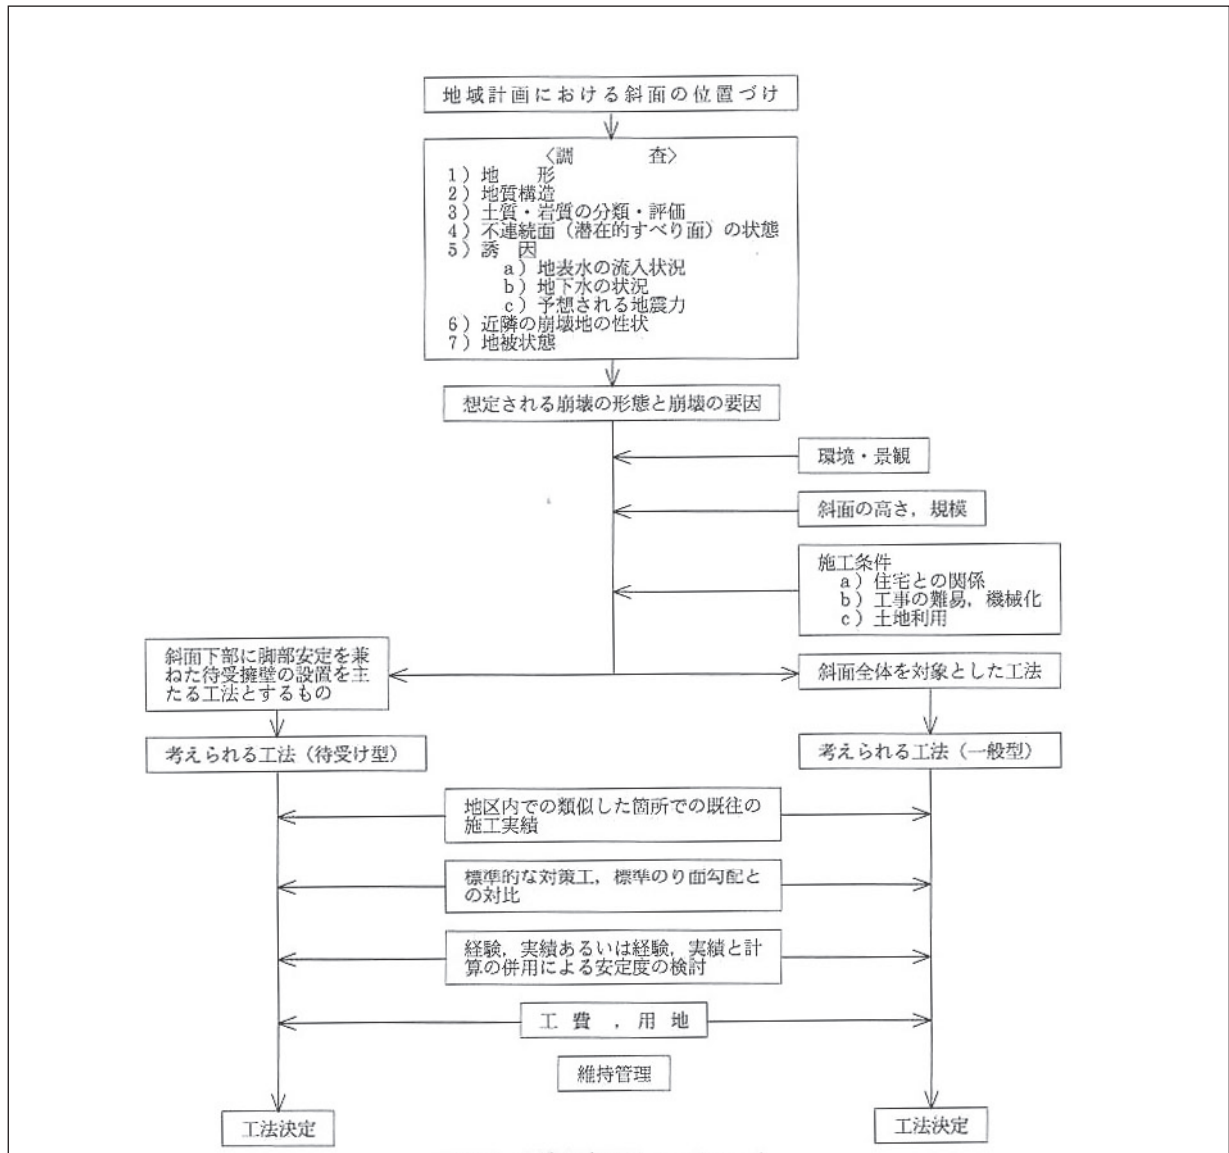 地域計画における斜面の位置づけ
〈調　　　査〉
1）地　　形
2）地質構造
3）土質・岩質の分類・評価
4）不連続面（潜在的すべり面）の状態
5）誘　因
a）地表水の流入状況
b）地下水の状況
c）予想される地震力
6）近隣の崩壊地の性状
7）地被状態
想定される崩壊の形態と崩壊の要因
環境・景観
斜面の高さ，規模
施工条件
a）住宅との関係
b）工事の難易，機械化
c）土地利用
斜面下部に脚部安定を兼
ねた待受擁壁の設置を主
たる工法とするもの
斜面全体を対象とした工法
考えられる工法（待受け型）
考えられる工法（一般型）
地区内での類似した箇所での既往の
施工実績
標準的な対策工，標準のり面勾配と
の対比
経験，実績あるいは経験，実績と計
算の併用による安定度の検討
工　費　，用　地
維持管理
工法決定
工法決定